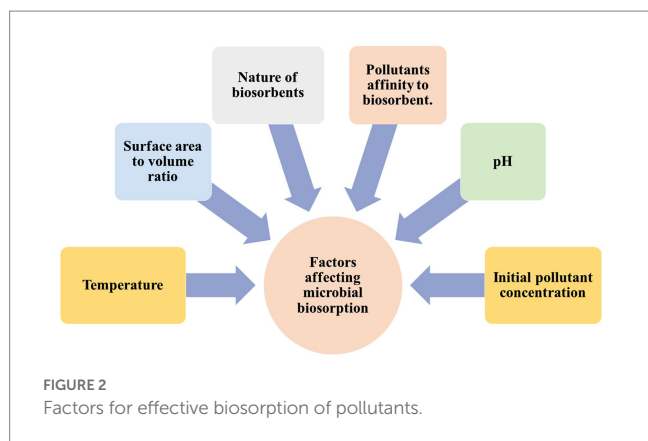 Nature of
biosorbents
Pollutants
affinity to
biosorbent.
Surface area
to volume
ratio
pH
Temperature
Factors
affecting
microbial
biosorption
Initial pollutant
concentration
FIGURE 2
Factors for effective biosorption of pollutants.